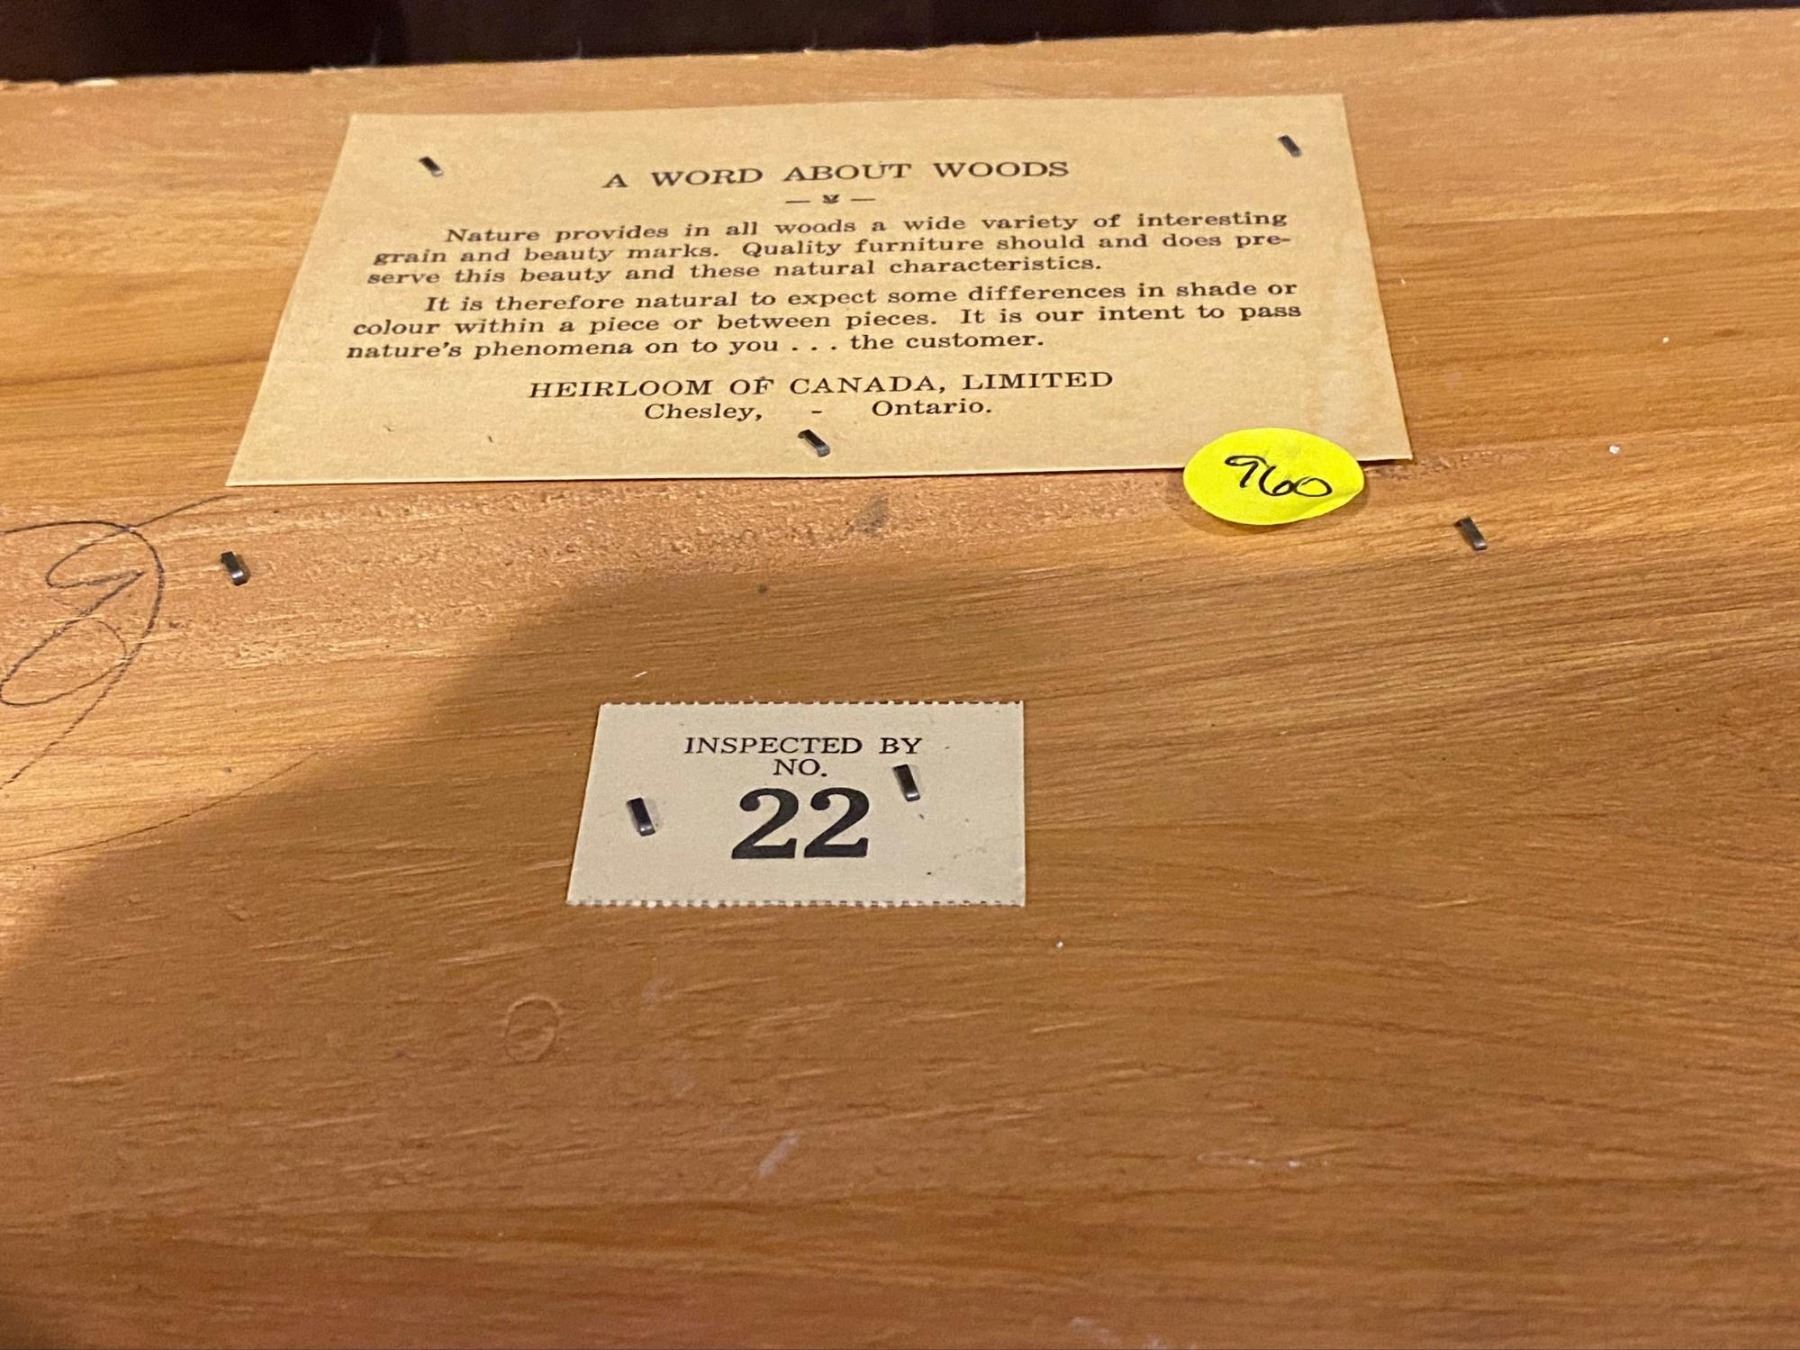 A WORD ABOUT WOODS
Nature provides in all woods a wide variety of interesting
grain and beauty marks. Quality furniture should and does pre-
serve this beauty and these natural characteristics.
It is therefore natural to expect some differences in shade or
colour within a piece or between pieces. It is our intent to pass
nature's phenomena on to you . . . the customer.
HEIRLOOM OF CANADA, LIMITED
Chesley, - Ontario.
960
INSPECTED BY
NO.
22